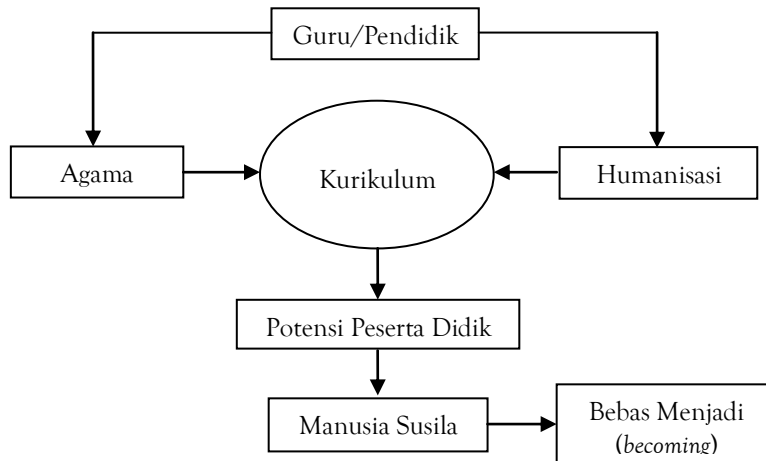 Guru/Pendidik
Agama
Kurikulum
Humanisasi
Potensi Peserta Didik
Manusia Susila
Bebas Menjadi
(becoming)